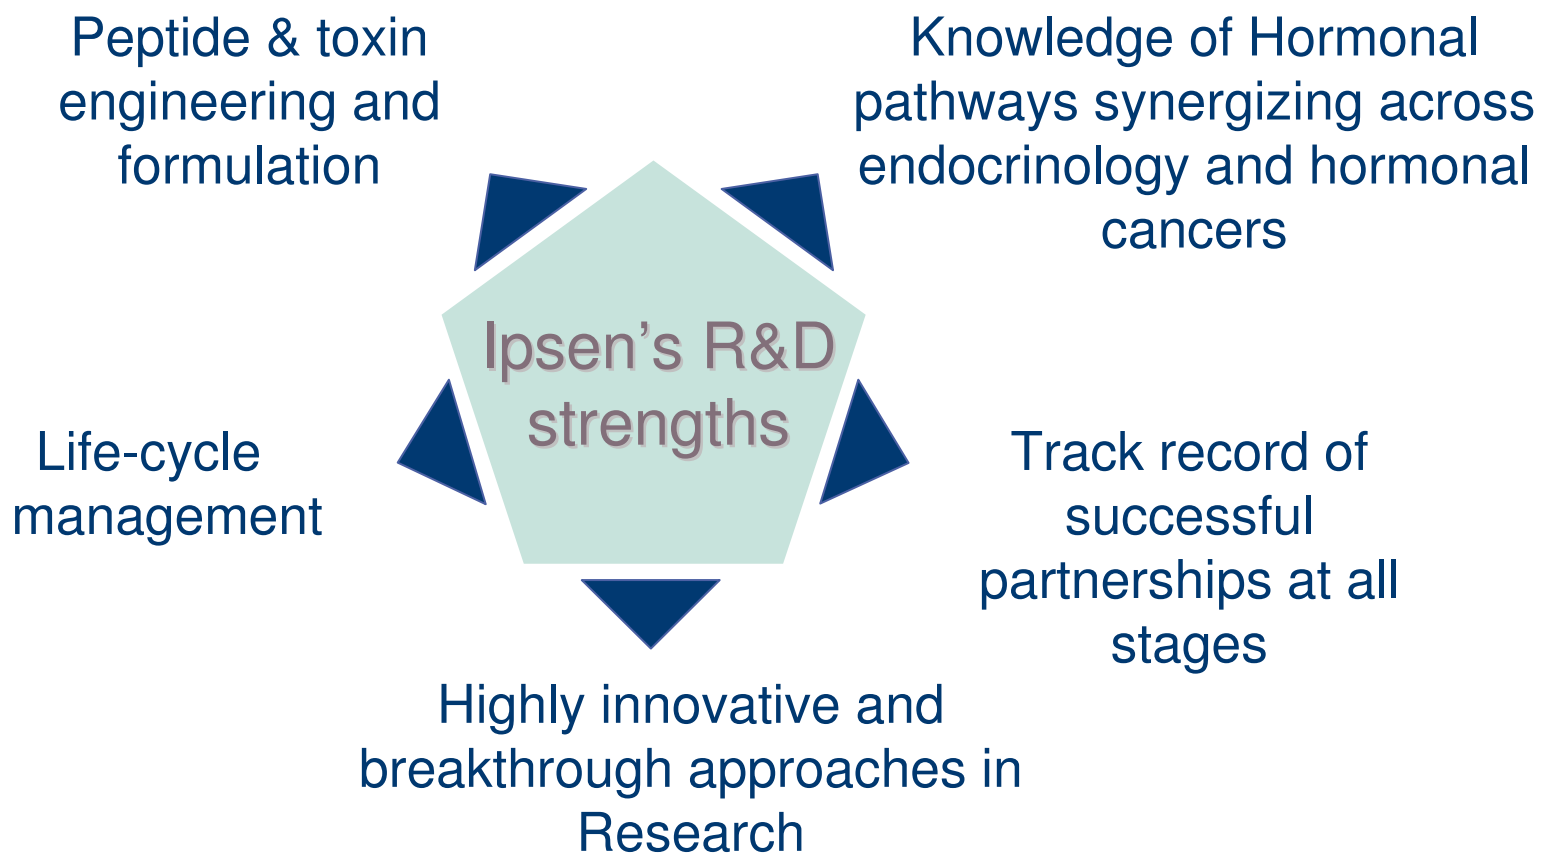 Peptide & toxin
engineering and
formulation
Knowledge of Hormonal
pathways synergizing across
endocrinology and hormonal
cancers
Ipsen's R&D
strengths
Life-cycle
management
Track record of
successful
partnerships at all
stages
Highly innovative and
breakthrough approaches in
Research